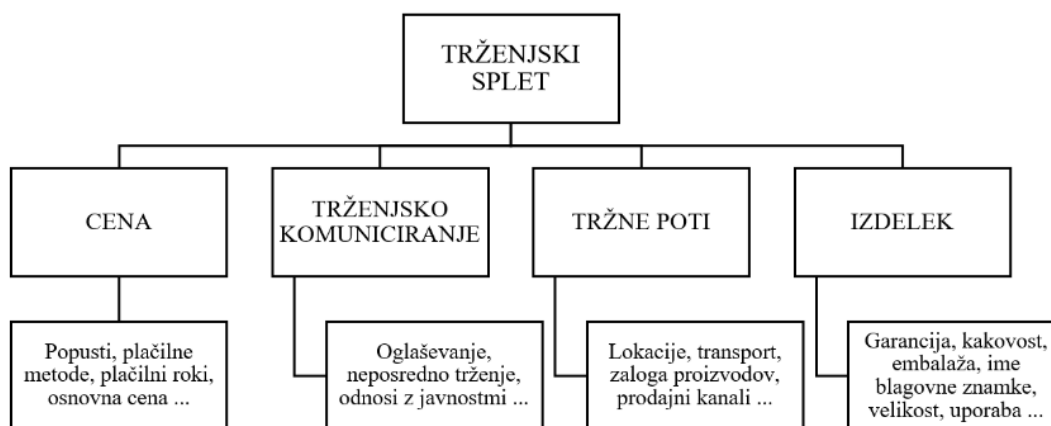 TRŽENJSKI
SPLET
CENA
TRŽENJSKO
KOMUNICIRANJE
TRŽNE POTI
IZDELEK
Popusti, plačilne
metode, plačilni roki,
osnovna cena ...
Oglaševanje,
neposredno trženje,
odnosi z javnostmi ...
Lokacije, transport,
zaloga proizvodov,
prodajni kanali ...
Garancija, kakovost,
embalaža, ime
blagovne znamke,
velikost, uporaba ...